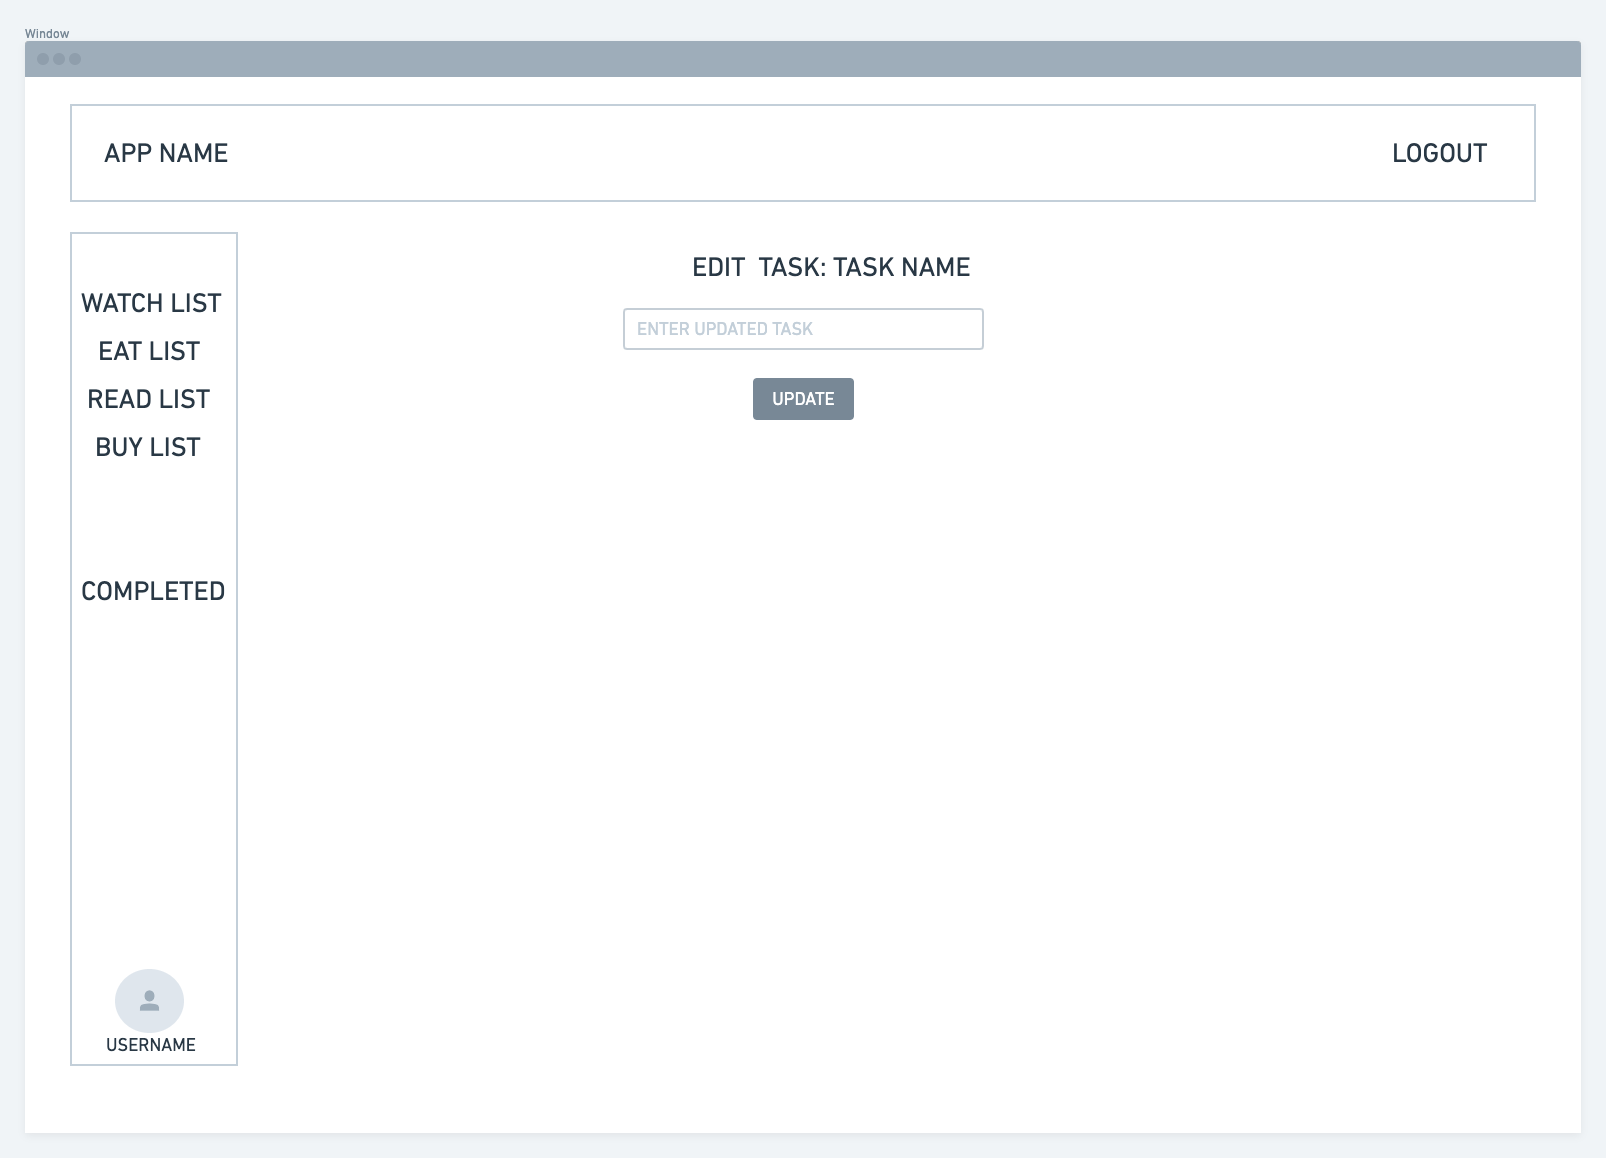 Window
APP NAME
LOGOUT
WATCH LIST
EAT LIST
READ LIST
BUY LIST
COMPLETED
USERNAME
EDIT  TASK: TASK NAME
ENTER UPDATED TASK
UPDATE